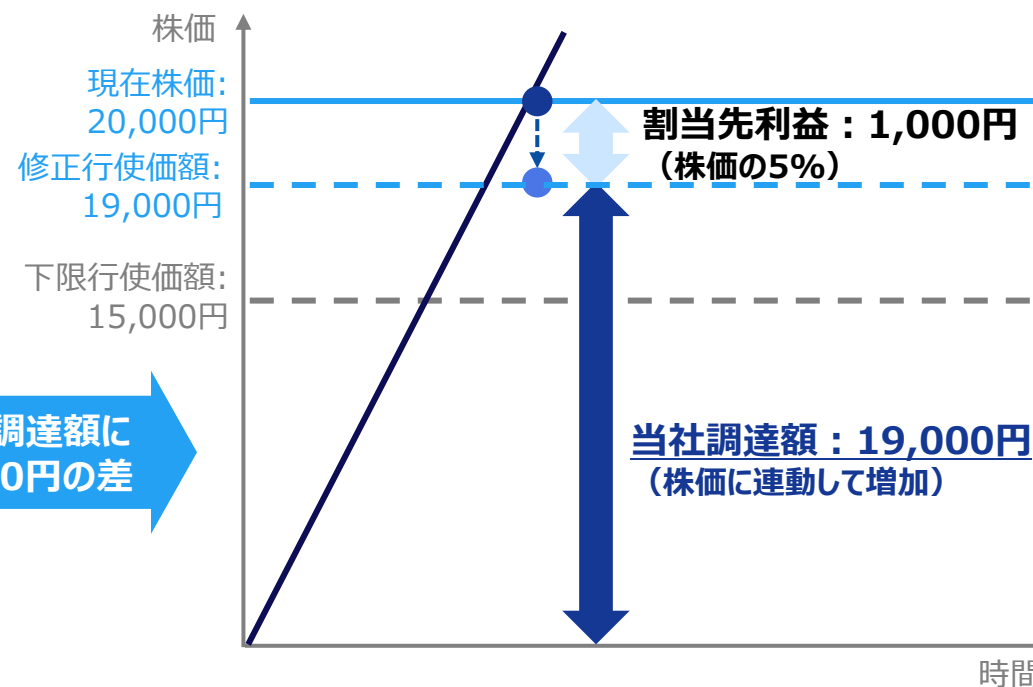 株価
現在株価:
20,000円
修正行使価額:
19,000円
下限行使価額:
15,000円
割当先利益：1,000円
（株価の5%）
調達額に
0円の差
当社調達額：19,000円
（株価に連動して増加）
時間